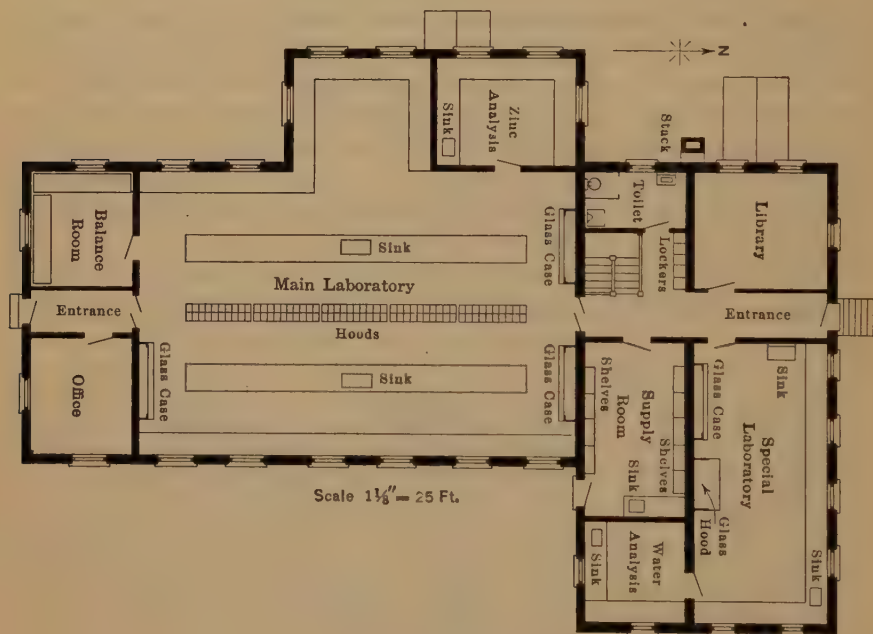 N
Zinc
Analysis
Sink
Stack
Toilet
Library
Balance
Room
Glass Case
Lockers
Sink
Main Laboratory
Entrance
Entrance
Hoods
Office
Glass Case
Sink
Glass Case
Shelves
Supply
Room
Shelves
Sink
Glass Case
Sink
Special
Laboratory
Glass
Hood
Scale 1⅛″ = 25 Ft.
Water
Analysis
Sink
Sink